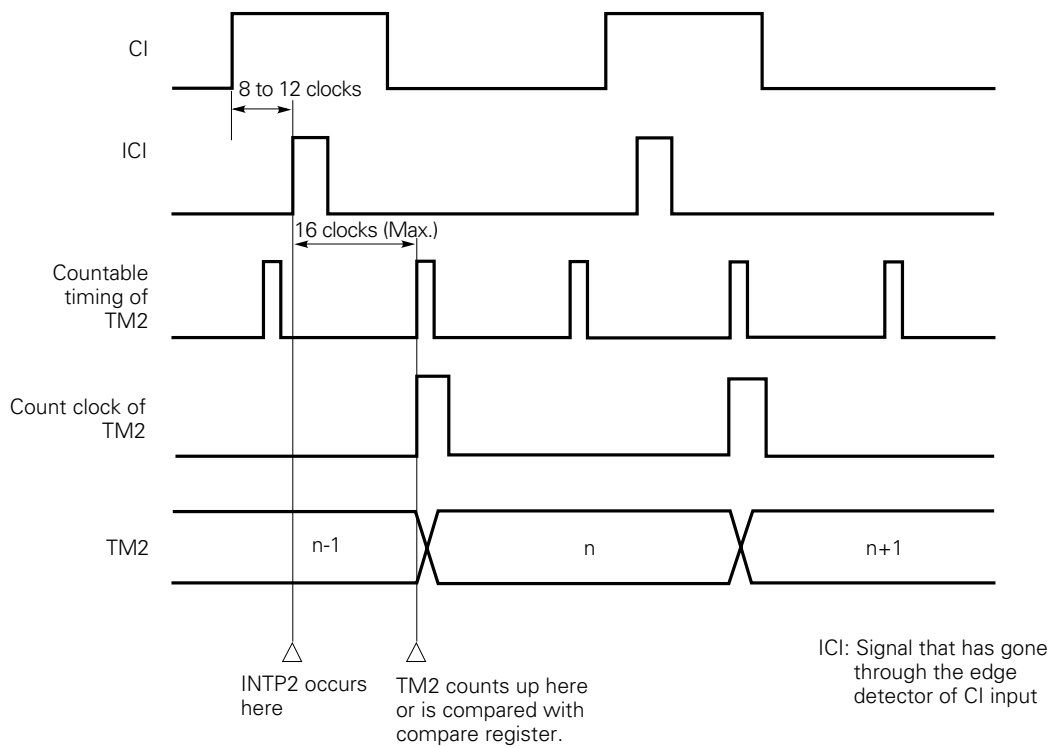 CI
8 to 12 clocks
ICI
16 clocks (Max.)
Countable
timing of
TM2
Count clock of
TM2
TM2
n-1
n
n+1
INTP2 occurs
here
TM2 counts up here
or is compared with
compare register.
ICI: Signal that has gone
through the edge
detector of CI input